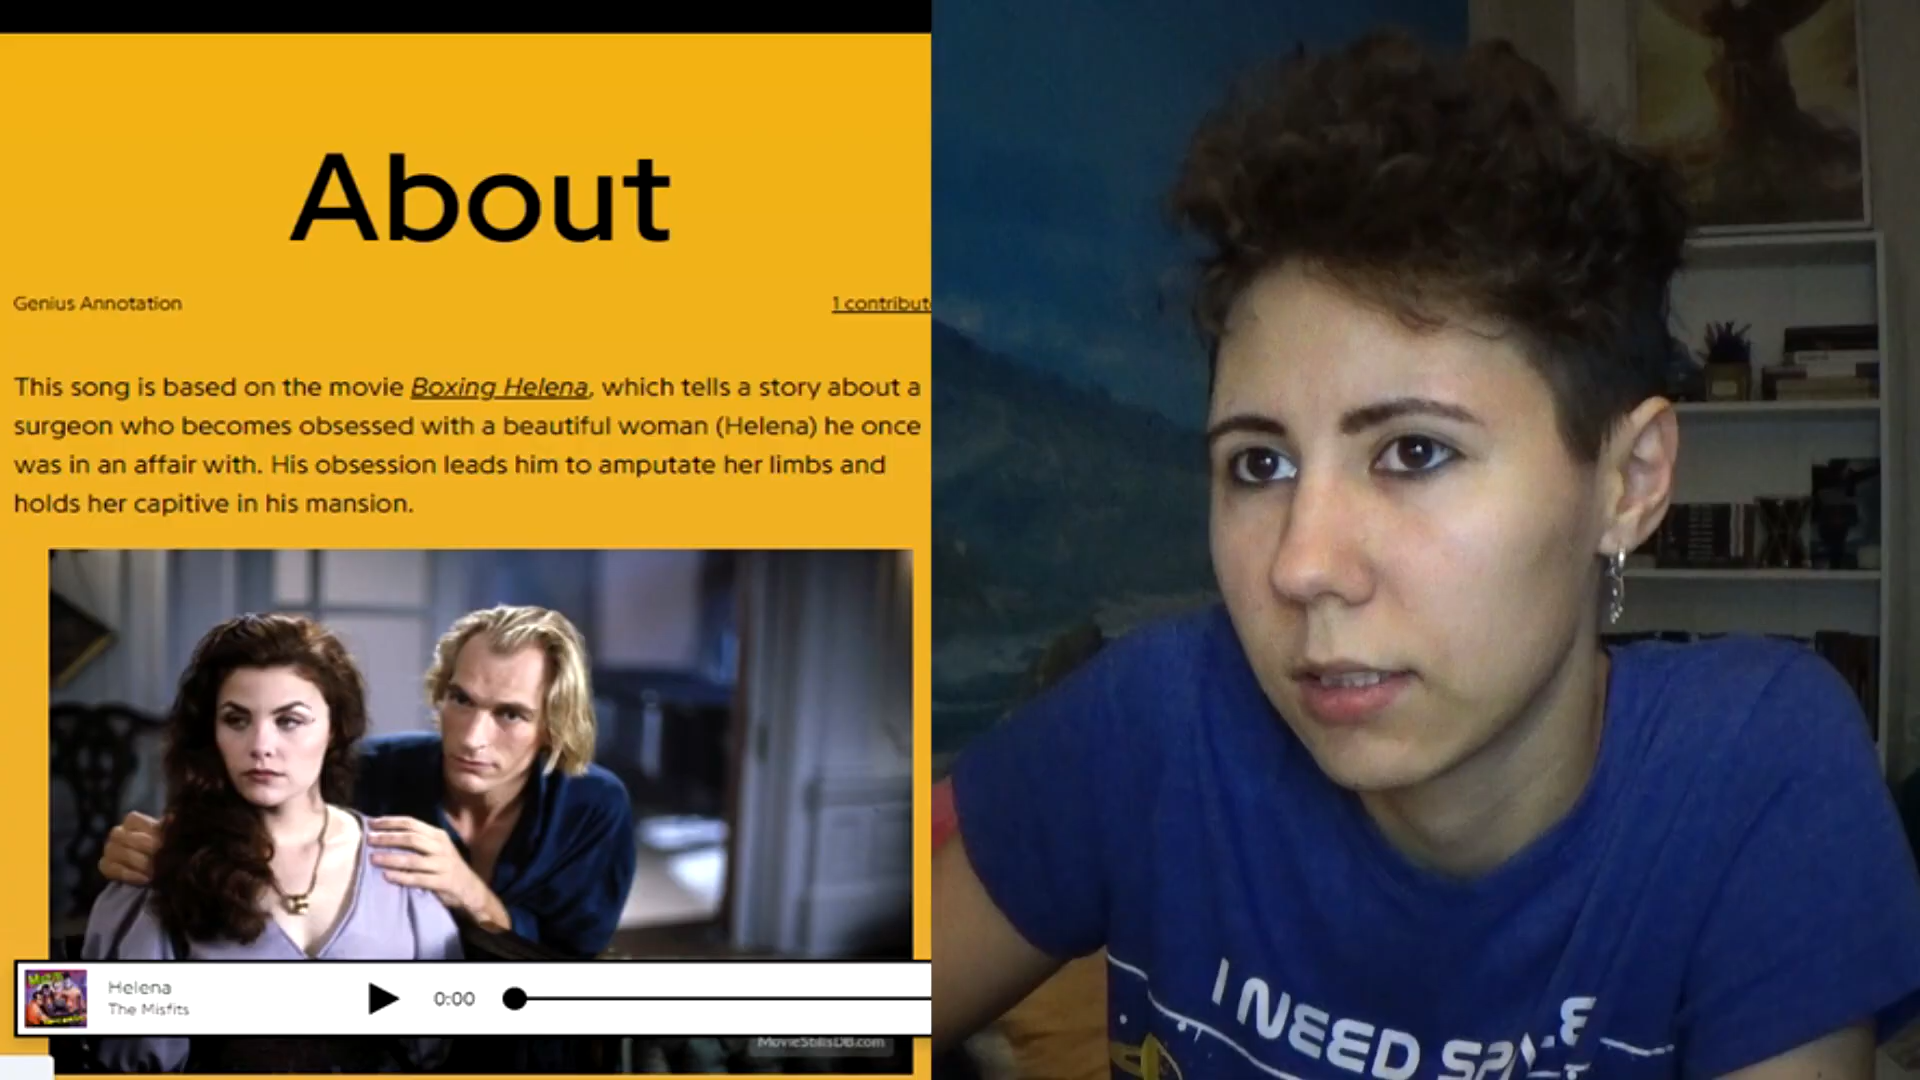 About
Genius Annotation
1 contribut
This song is based on the movie Boxing Helena, which tells a story about a
surgeon who becomes obsessed with a beautiful woman (Helena) he once
was in an affair with. His obsession leads him to amputate her limbs and
holds her capitive in his mansion.
Helena
The Misfits
0:00
MovieStillsDB.com
I NEED SPACE